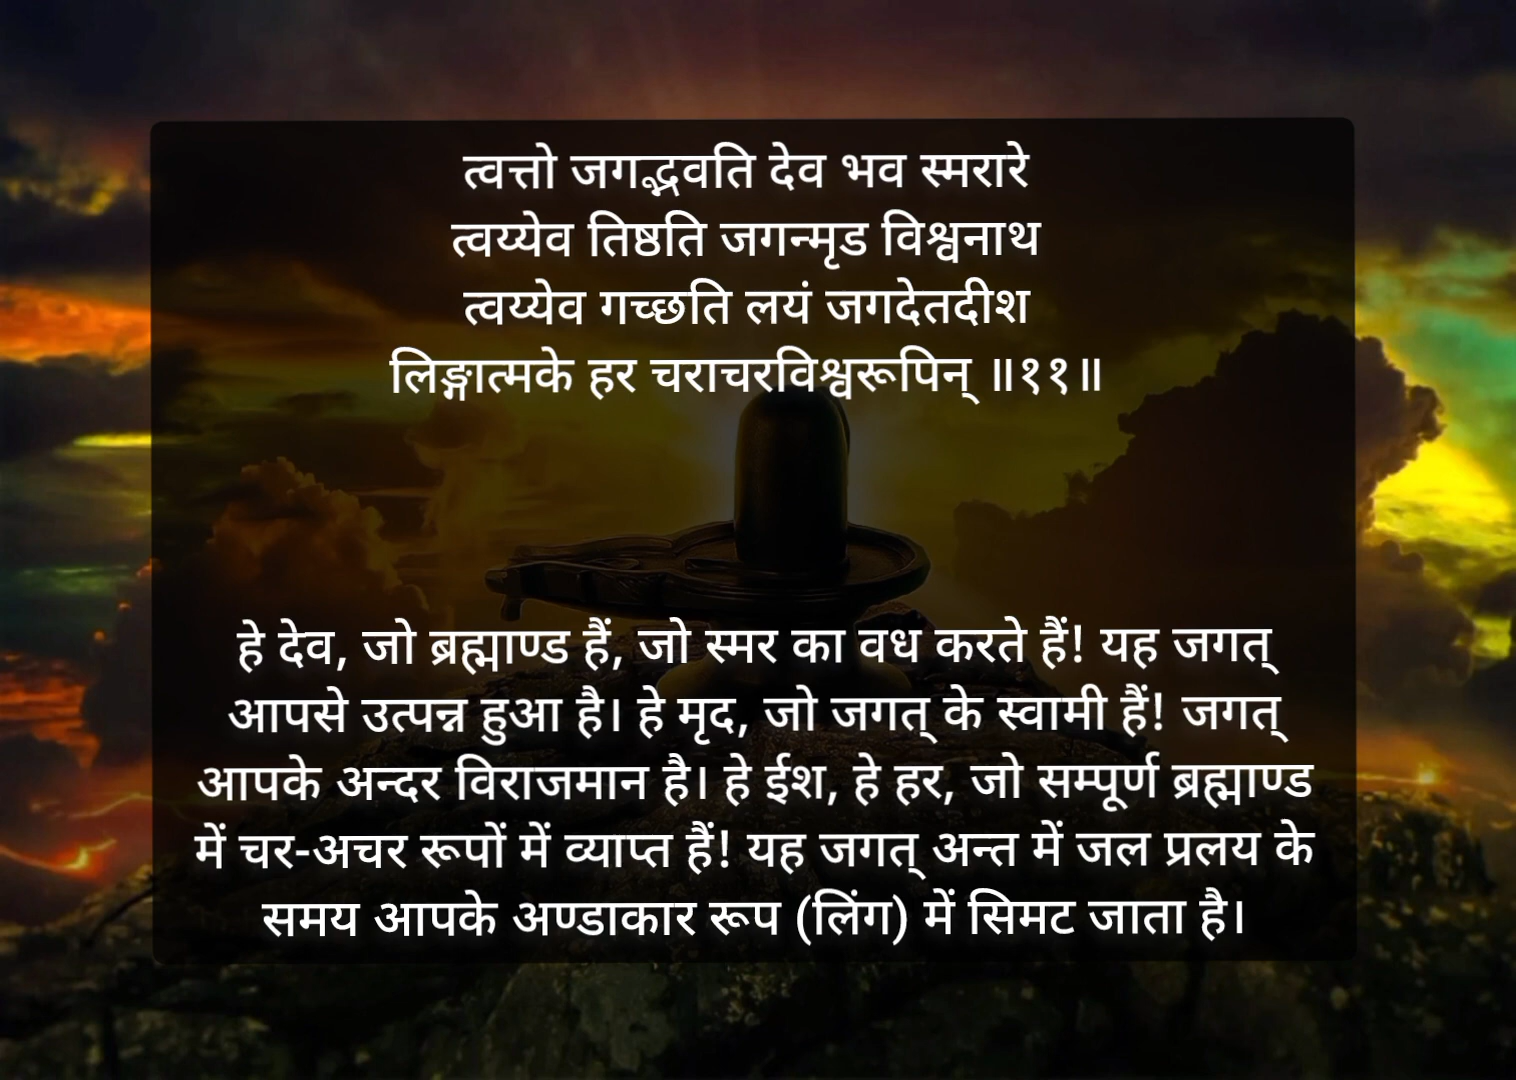 त्वत्तो जगद्भवति देव भव स्मरारे
त्वय्येव तिष्ठति जगन्मृड विश्वनाथ
त्वय्येव गच्छति लयं जगदेतदीश
लिङ्गात्मके हर चराचरविश्वरूपिन् ॥११॥
हे देव, जो ब्रह्माण्ड हैं, जो स्मर का वध करते हैं! यह जगत्
आपसे उत्पन्न हुआ है। हे मृद, जो जगत् के स्वामी हैं! जगत्
आपके अन्दर विराजमान है। हे ईश, हे हर, जो सम्पूर्ण ब्रह्माण्ड
में चर-अचर रूपों में व्याप्त हैं! यह जगत् अन्त में जल प्रलय के
समय आपके अण्डाकार रूप (लिंग) में सिमट जाता है।